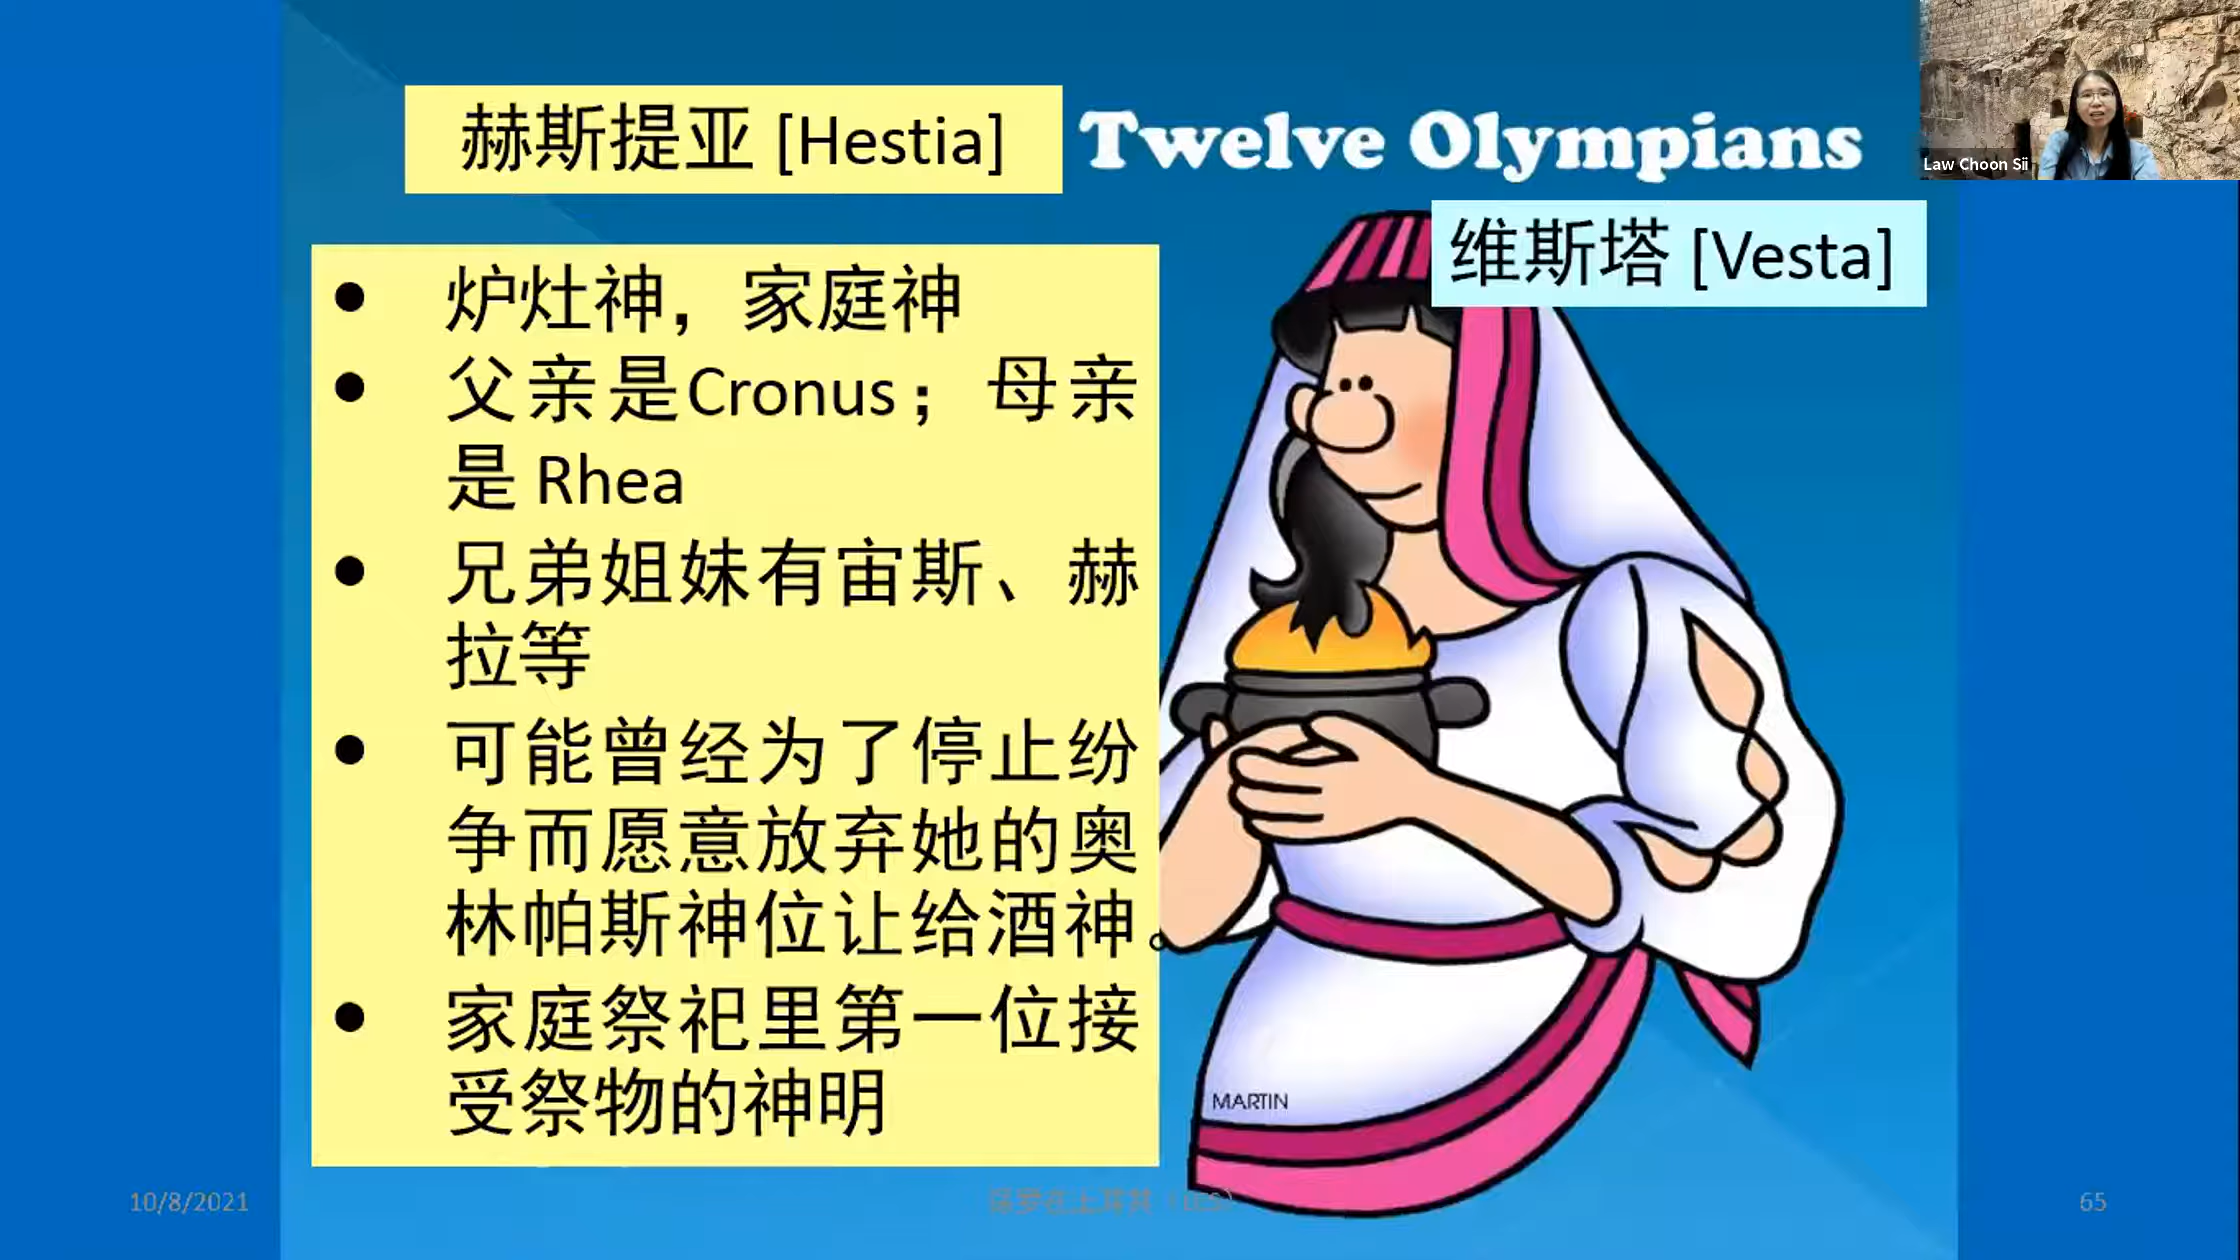 赫斯提亚 [Hestia]
Twelve Olympians
Law Choon Sii
维斯塔 [Vesta]
• 炉灶神，家庭神
• 父亲是Cronus；母亲
是 Rhea
• 兄弟姐妹有宙斯、赫
拉等
• 可能曾经为了停止纷
争而愿意放弃她的奥
林帕斯神位让给酒神。
• 家庭祭祀里第一位接
受祭物的神明
MARTIN
10/8/2021
65